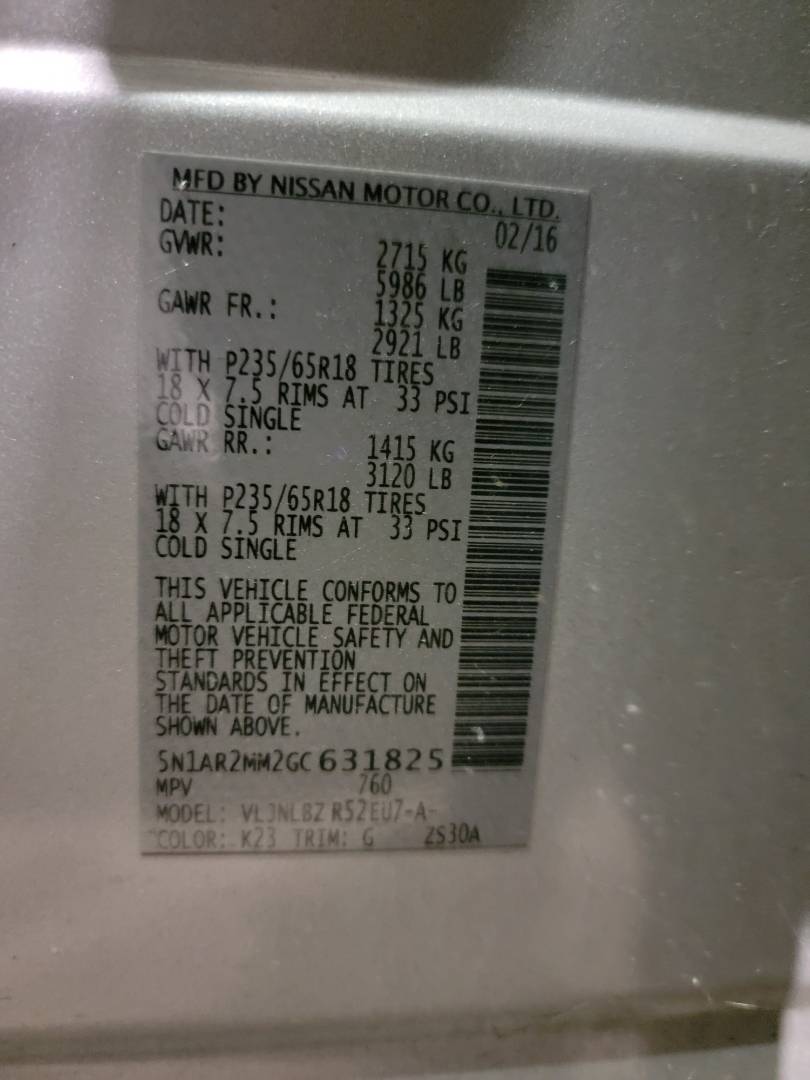 MFD BY NISSAN MOTOR CO., LTD.
DATE: 02/16
GVWR: 2715 KG
5986 LB
GAWR FR.: 1325 KG
2921 LB
WITH P235/65R18 TIRES
18 X 7.5 RIMS AT 33 PSI
COLD SINGLE
GAWR RR.: 1415 KG
3120 LB
WITH P235/65R18 TIRES
18 X 7.5 RIMS AT 33 PSI
COLD SINGLE
THIS VEHICLE CONFORMS TO
ALL APPLICABLE FEDERAL
MOTOR VEHICLE SAFETY AND
THEFT PREVENTION
STANDARDS IN EFFECT ON
THE DATE OF MANUFACTURE
SHOWN ABOVE.
5N1AR2MM2GC631825
MPV 760
MODEL: R52EU7-A-
COLOR: K23 TRIM: G ZS30A